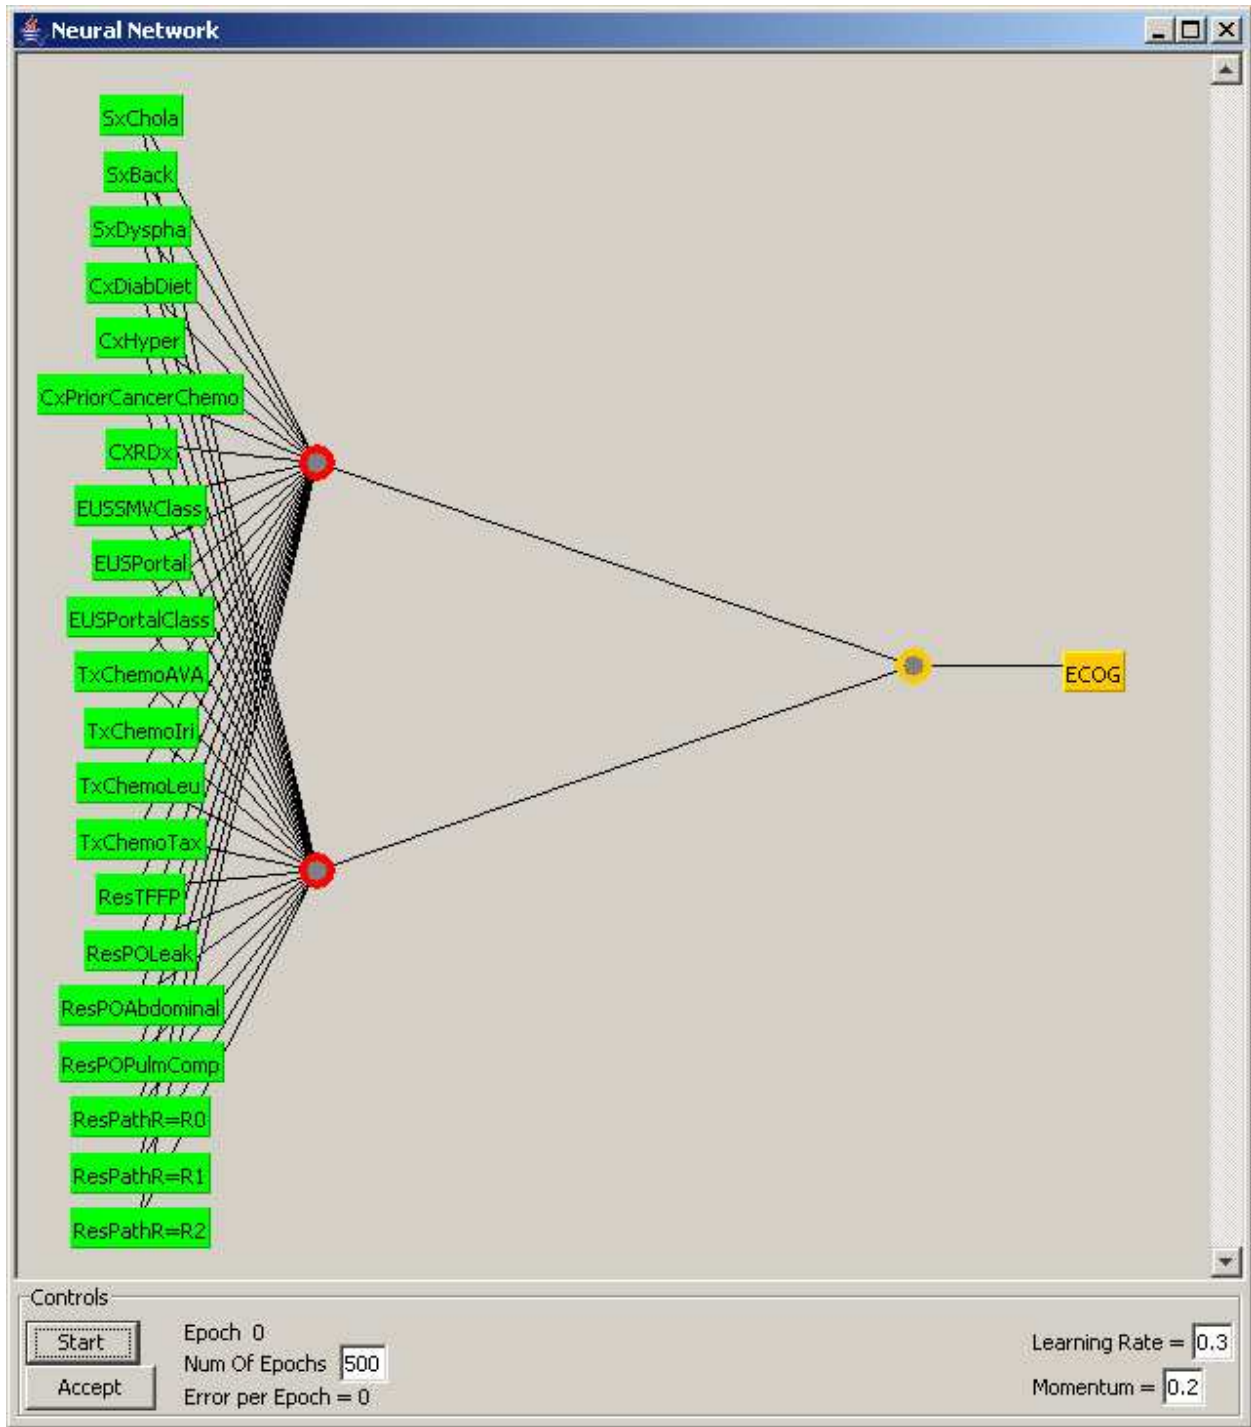 Neural Network
SxChola
SxBack
SxDyspha
CxDiabDiet
CxHyper
CxPriorCancerChemo
CXRDx
EUSSMVClass
EUSPortal
EUSPortalClass
TxChemoAVA
ECOG
TxChemoIri
TxChemoLeu
TxChemoTax
ResTFFP
ResPOLeak
ResPOAbdominal
ResPOPulmComp
ResPathR=R0
ResPathR=R1
ResPathR=R2
Controls
Start
Accept
Epoch 0
Num Of Epochs 500
Error per Epoch = 0
Learning Rate = 0.3
Momentum = 0.2